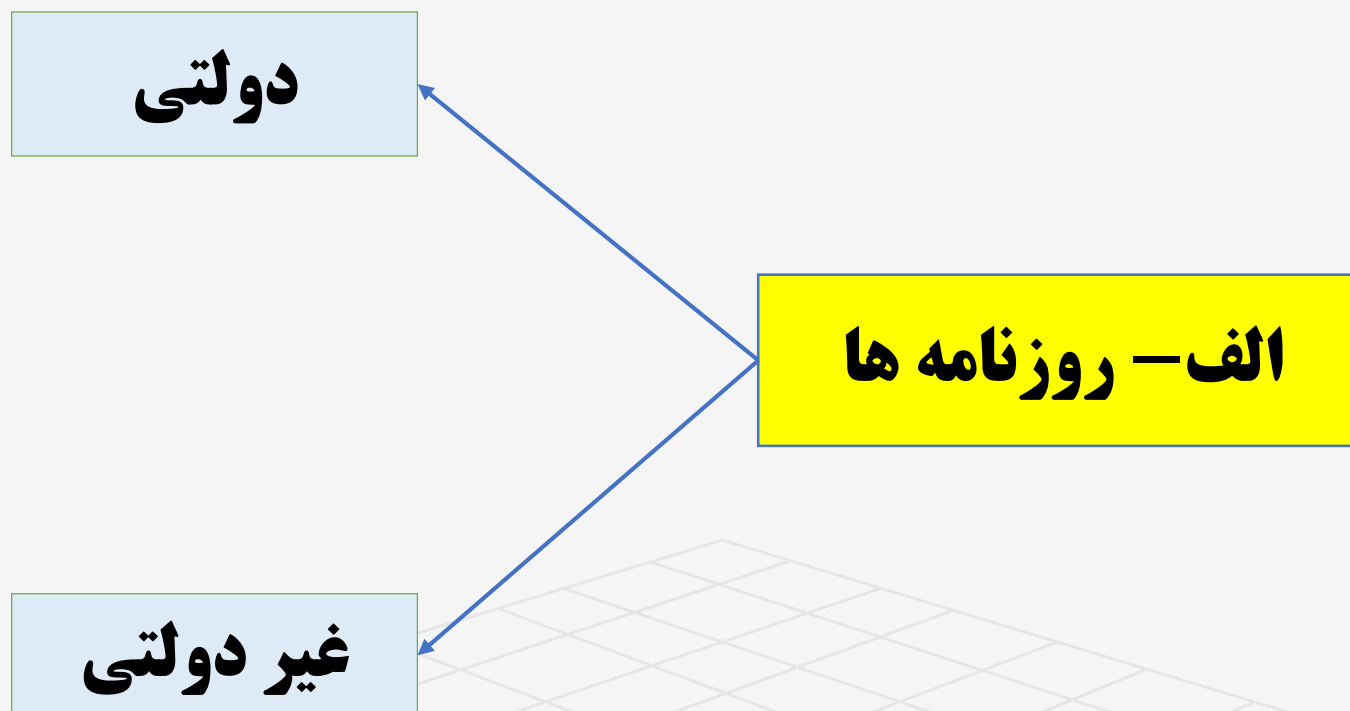 الف– روزنامه ها
دولتی
غیر دولتی